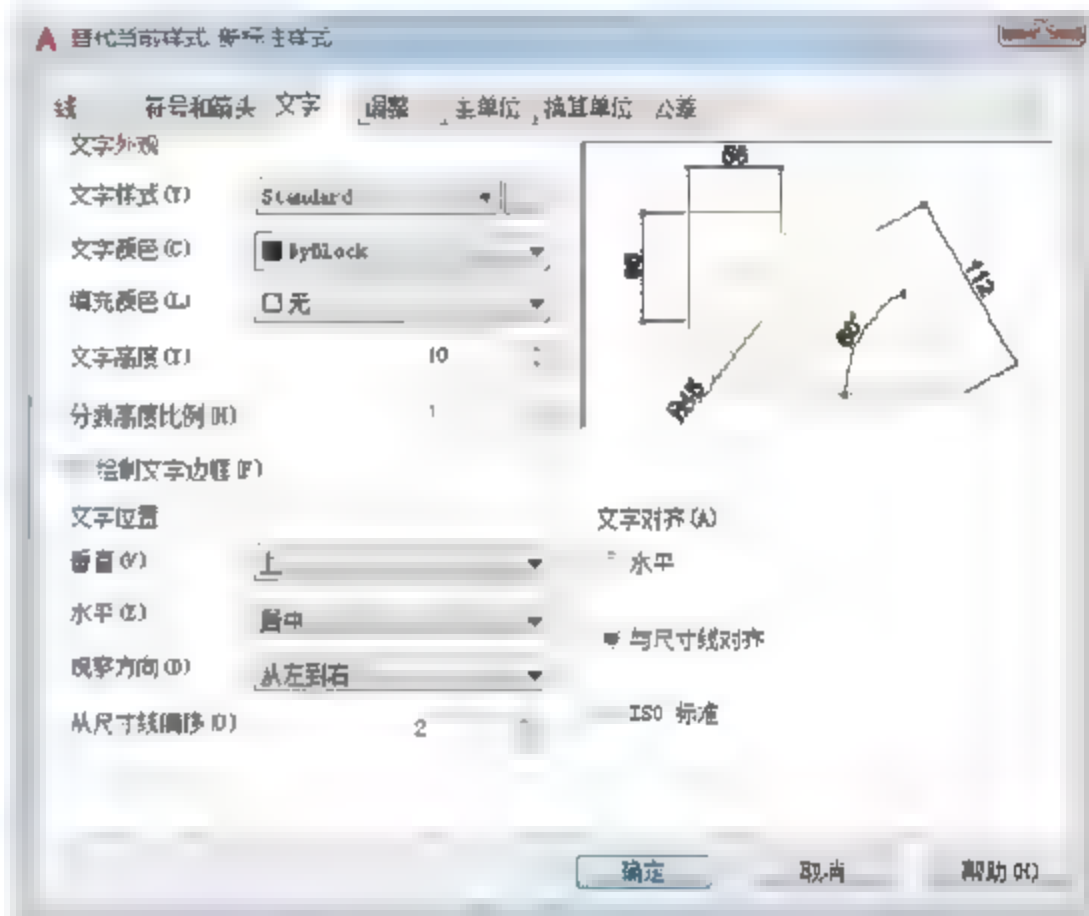 替代当前样式
线 符号和箭头 文字 调整 主单位 换算单位 公差
文字外观
文字样式(Y) Standard
文字颜色(C) ByBlock
填充颜色(L) 无
文字高度(T) 10
分数高度比例(H) 1
绘制文字边框(F)
112
文字位置
垂直(V) 上
水平(Z) 居中
观察方向(D) 从左到右
从尺寸线偏移(O) 2
文字对齐(A)
水平
与尺寸线对齐
ISO 标准
确定 取消 帮助(H)